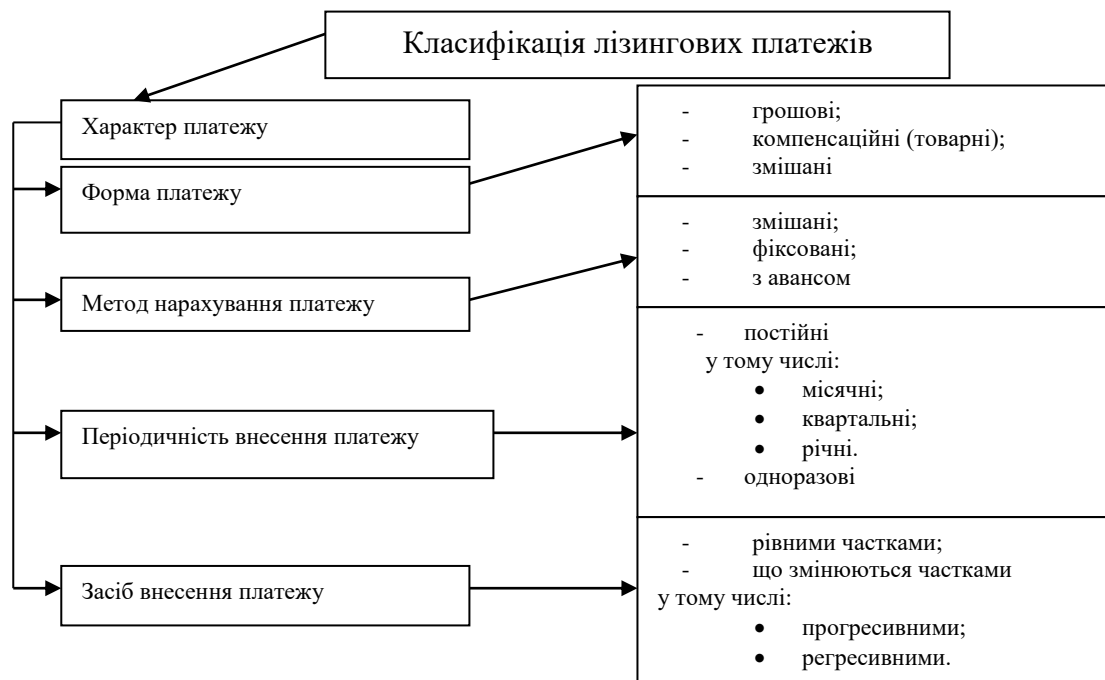 Класифікація лізингових платежів
Характер платежу
Форма платежу
- грошові;
- компенсаційні (товарні);
- змішані
Метод нарахування платежу
- змішані;
- фіксовані;
- з авансом
Періодичність внесення платежу
- постійні
у тому числі:
• місячні;
• квартальні;
• річні.
- одноразові
Засіб внесення платежу
- рівними частками;
- що змінюються частками
у тому числі:
• прогресивними;
• регресивними.